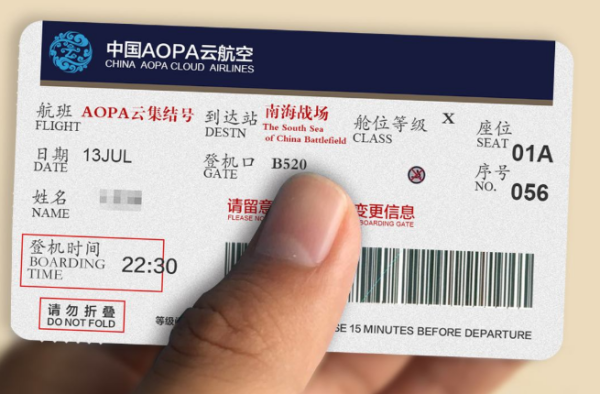 中国AOPA云航空
CHINA AOPA CLOUD AIRLINES
航班 AOPA云集结号 到达站 南海战场 舱位等级 X 座位
FLIGHT DESTN The South Sea CLASS SEAT 01A
of China Battlefield
日期 13JUL 登机口 B520 序号
DATE GATE NO. 056
姓名
NAME
请留意 变更信息
PLEASE BOARDING GATE
登机时间
BOARDING 22:30
TIME
请勿折叠
DO NOT FOLD
等级 15 MINUTES BEFORE DEPARTURE